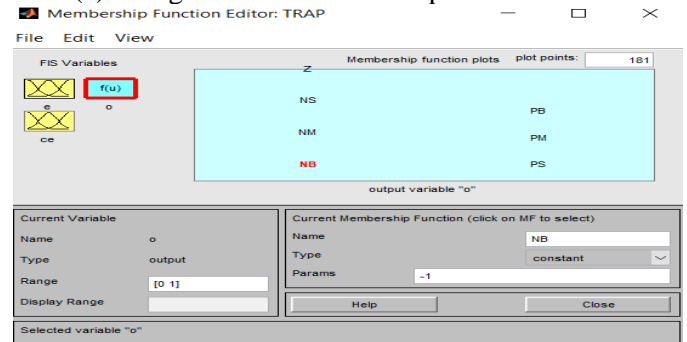 Membership Function Editor: TRAP
File Edit View
FIS Variables
f(u)
e
o
ce
Membership function plots
plot points:
181
Z
NS
NM
NB
PB
PM
PS
output variable "o"
Current Variable
Name
o
Type
output
Range
[0 1]
Display Range
Current Membership Function (click on MF to select)
Name
NB
Type
constant
Params
-1
Help
Close
Selected variable "o"